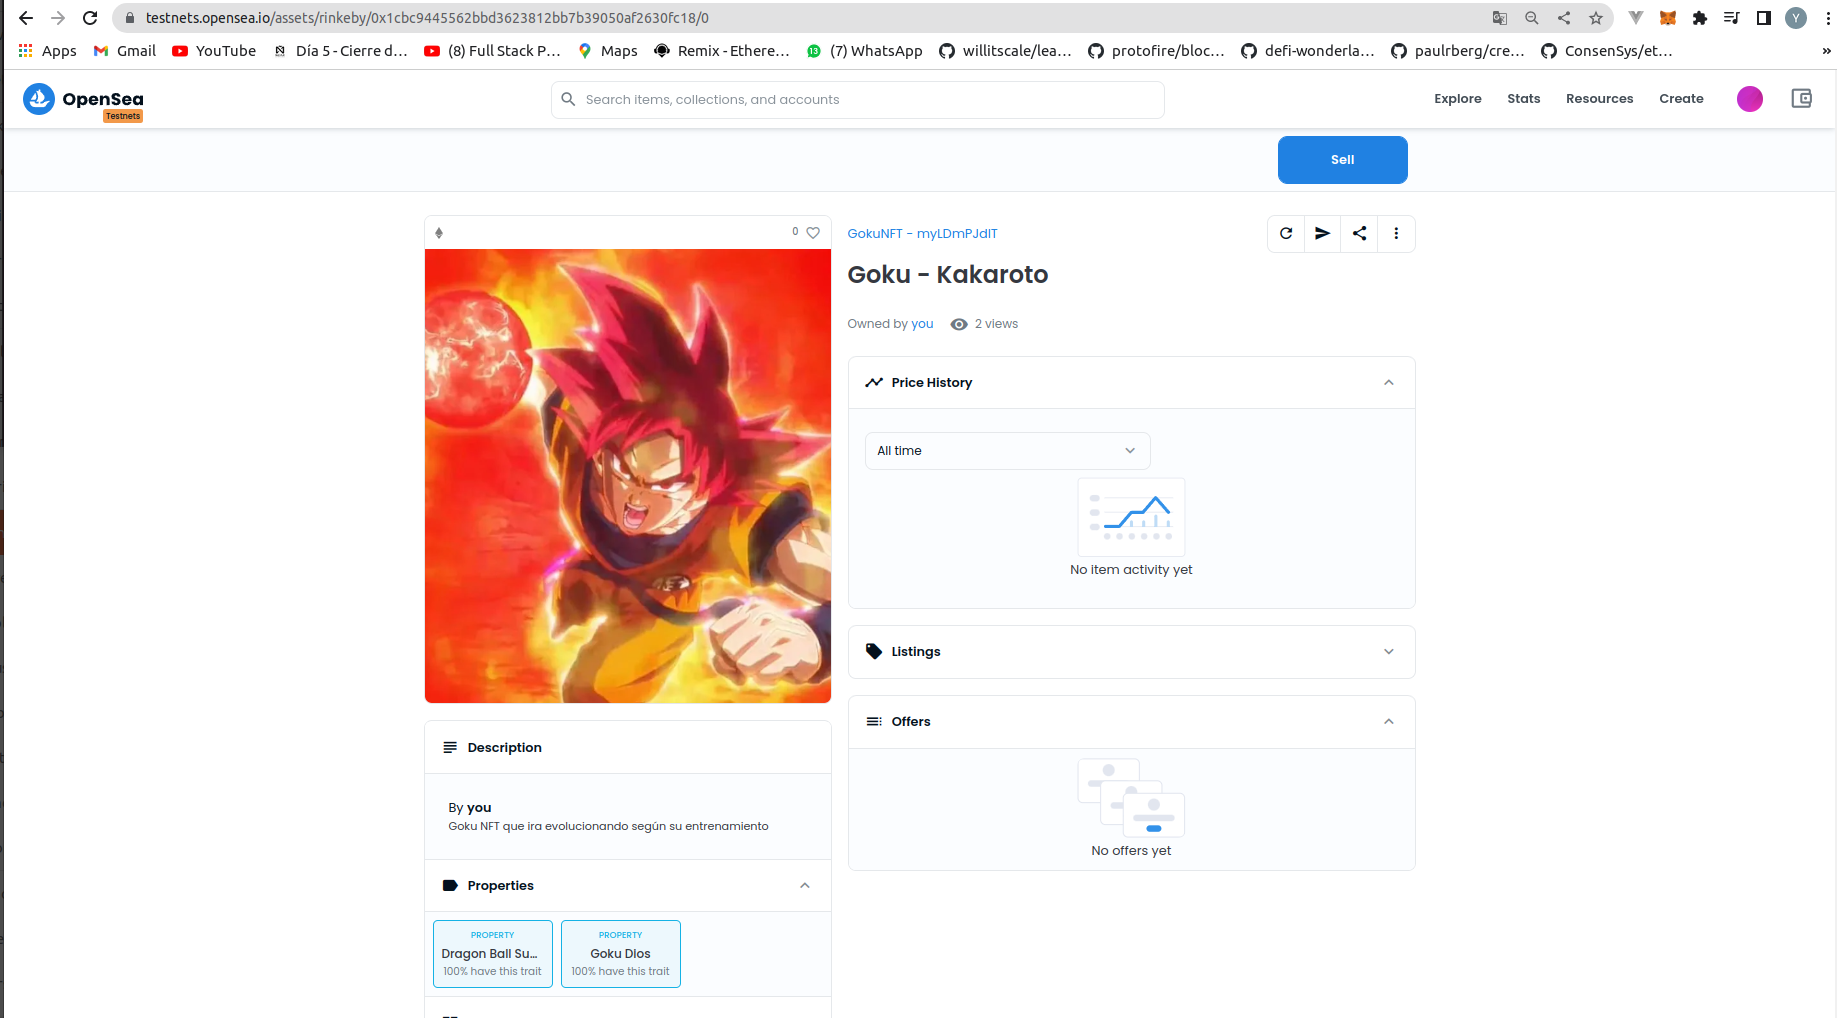 testnets.opensea.io/assets/rinkeby/0x1cbc9445562bbd3623812bb7b39050af2630fc18/0
Apps Gmail YouTube Día 5 - Cierre d... (8) Full Stack P... Maps Remix - Ethere... 13 (7) WhatsApp willitscale/lea... protofire/bloc... defi-wonderla... paulrberg/cre... ConsenSys/et... »
OpenSea
Testnets
Search items, collections, and accounts
Explore Stats Resources Create
Y
Sell
0
GokuNFT - myLDmPJdIT
Goku - Kakaroto
Owned by you 2 views
Price History
All time
No item activity yet
Listings
Offers
No offers yet
Description
By you
Goku NFT que ira evolucionando según su entrenamiento
Properties
PROPERTY
Dragon Ball Su...
100% have this trait
PROPERTY
Goku Dios
100% have this trait